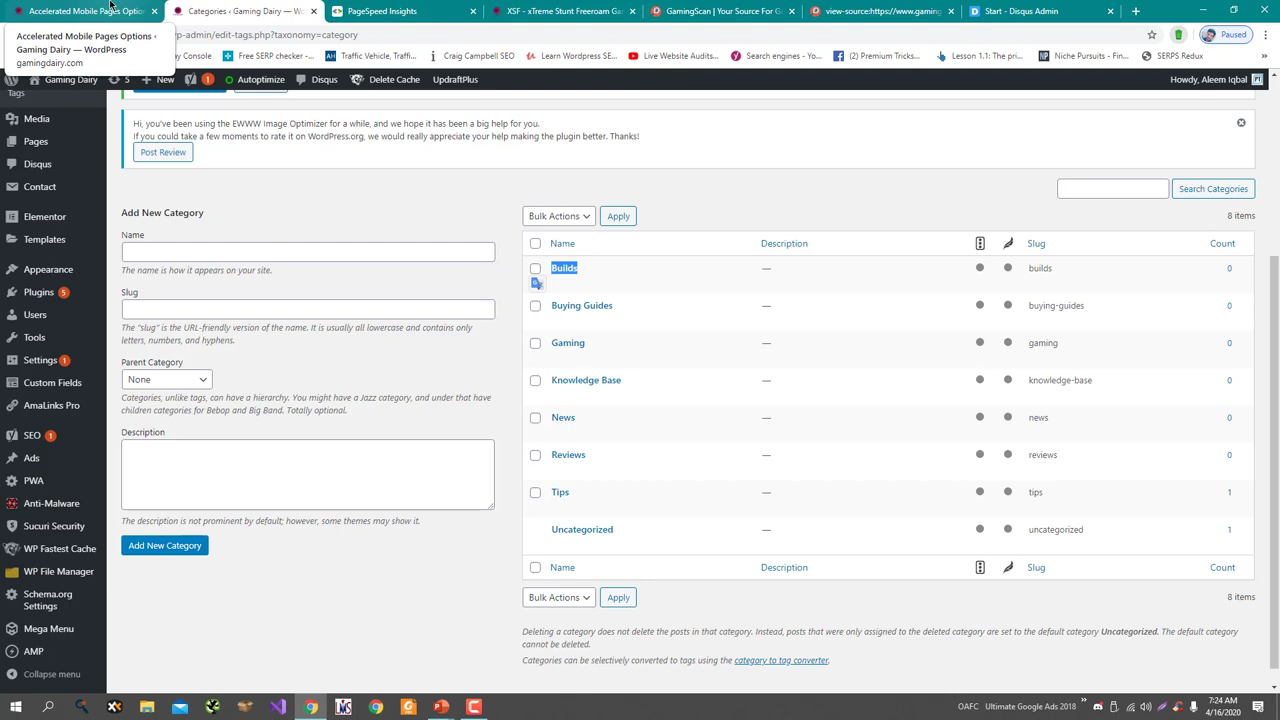 Accelerated Mobile Pages Option
Categories ‹ Gaming Dairy — W
PageSpeed Insights
XSF - Xtreme Streamfoam Ga
GamingScan | Your Source fo
view-source:https://www.gaming
Start - Disqus Admin
Accelerated Mobile Pages Options ‹
Gaming Dairy — WordPress
gamingdairy.com
vp-admin/edit-tags.php?taxonomy=category
Paused
y Console
Free SERP checker -...
Traffic Video
Craig Campbell SEO
Learn Wordpress SE...
Live Website Audits...
Search engines - Y...
(2) Premium Tricks...
Lesson 1.1: The pri...
Niche Pursuits - Fin...
SERPS Redux
Gaming Dairy
5
New
1
Autoptimize
Disqus
Delete Cache
UpdraftPlus
Howdy, Aleem Iqbal
Tags
Media
Pages
Disqus
Contact
Elementor
Templates
Appearance
Plugins 5
Users
Tools
Settings 1
Custom Fields
AmaLinks Pro
SEO 1
Ads
PWA
Anti-Malware
Sucuri Security
WP Fastest Cache
WP File Manager
Schema.org
Settings
Mega Menu
AMP
Collapse menu
Hi, you've been using the EWWW Image Optimizer for a while, and we hope it has been a big help for you.
If you could take a few moments to rate it on WordPress.org, we would really appreciate your help making the plugin better. Thanks!
Post Review
Search Categories
Add New Category
Name
The name is how it appears on your site.
Slug
The "slug" is the URL-friendly version of the name. It is usually all lowercase and contains only
letters, numbers, and hyphens.
Parent Category
None
Categories, unlike tags, can have a hierarchy. You might have a Jazz category, and under that have
children categories for Bebop and Big Band. Totally optional.
Description
The description is not prominent by default; however, some themes may show it.
Add New Category
Bulk Actions
Apply
8 items
Name Description Slug Count
Builds — builds 0
Buying Guides — buying-guides 0
Gaming — gaming 0
Knowledge Base — knowledge-base 0
News — news 0
Reviews — reviews 0
Tips — tips 1
Uncategorized — uncategorized 1
Name Description Slug Count
Bulk Actions
Apply
8 items
Deleting a category does not delete the posts in that category. Instead, posts that were only assigned to the deleted category are set to the default category Uncategorized. The default category
cannot be deleted.
Categories can be selectively converted to tags using the category to tag converter.
OAFC
Ultimate Google Ads 2018
7:24 AM
4/16/2020